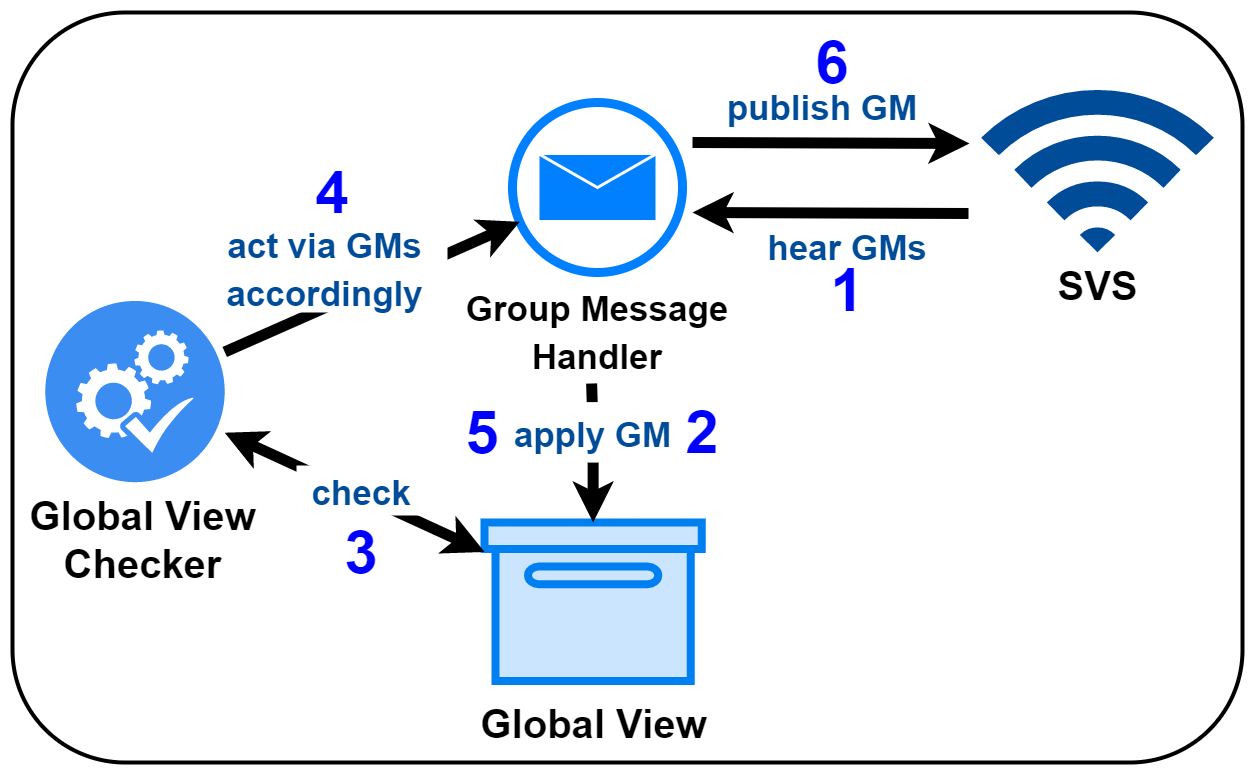 6
publish GM
4
act via GMs
accordingly
hear GMs
1
SVS
Group Message
Handler
5 apply GM 2
check
3
Global View
Checker
Global View